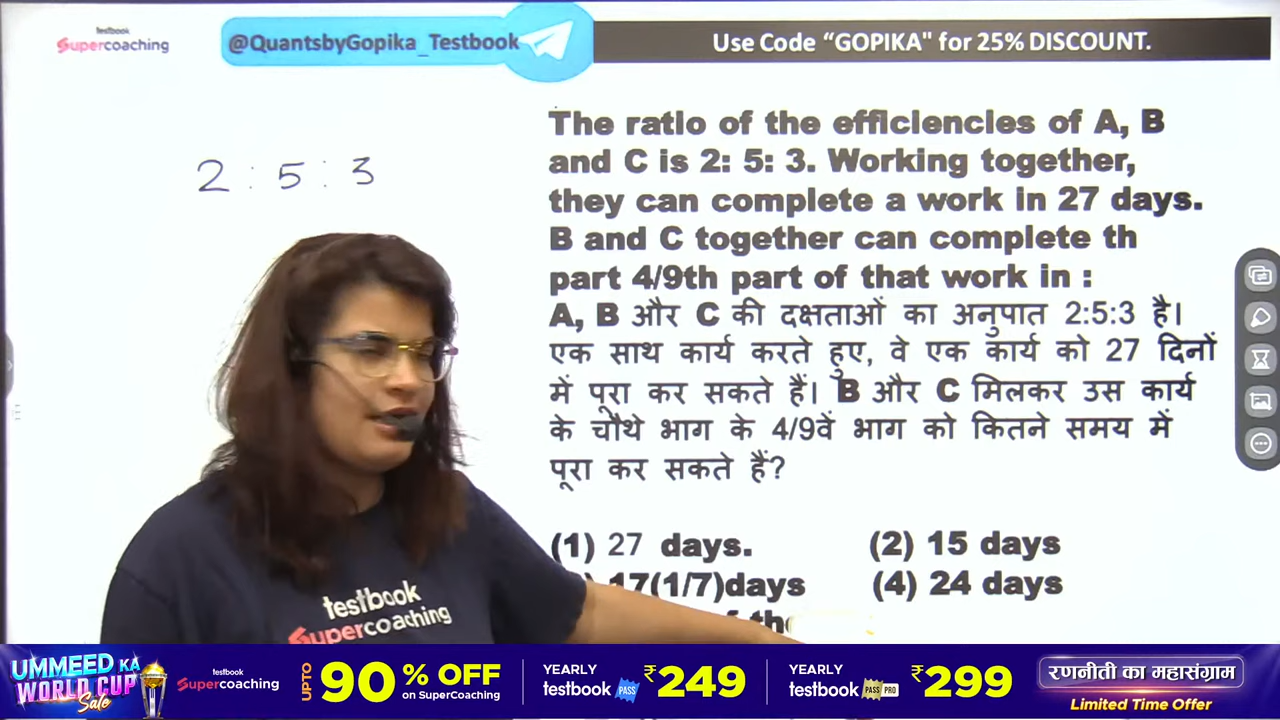 testbook
Supercoaching
@QuantsbyGopika_Testbook
Use Code “GOPIKA" for 25% DISCOUNT.
2 : 5 : 3
The ratio of the efficiencies of A, B
and C is 2: 5: 3. Working together,
they can complete a work in 27 days.
B and C together can complete th
part 4/9th part of that work in :
A, B और C की दक्षताओं का अनुपात 2:5:3 है।
एक साथ कार्य करते हुए, वे एक कार्य को 27 दिनों
में पूरा कर सकते हैं। B और C मिलकर उस कार्य
के चौथे भाग के 4/9वें भाग को कितने समय में
पूरा कर सकते हैं?
(1) 27 days.
(2) 15 days
17(1/7)days
(4) 24 days
testbook
Supercoaching
UMMEED KA
WORLD CUP
Sale
testbook
Supercoaching
UPTO 90% OFF
on SuperCoaching
YEARLY
testbook PASS
₹249
YEARLY
testbook PASS PRO
₹299
रणनीती का महासंग्राम
Limited Time Offer